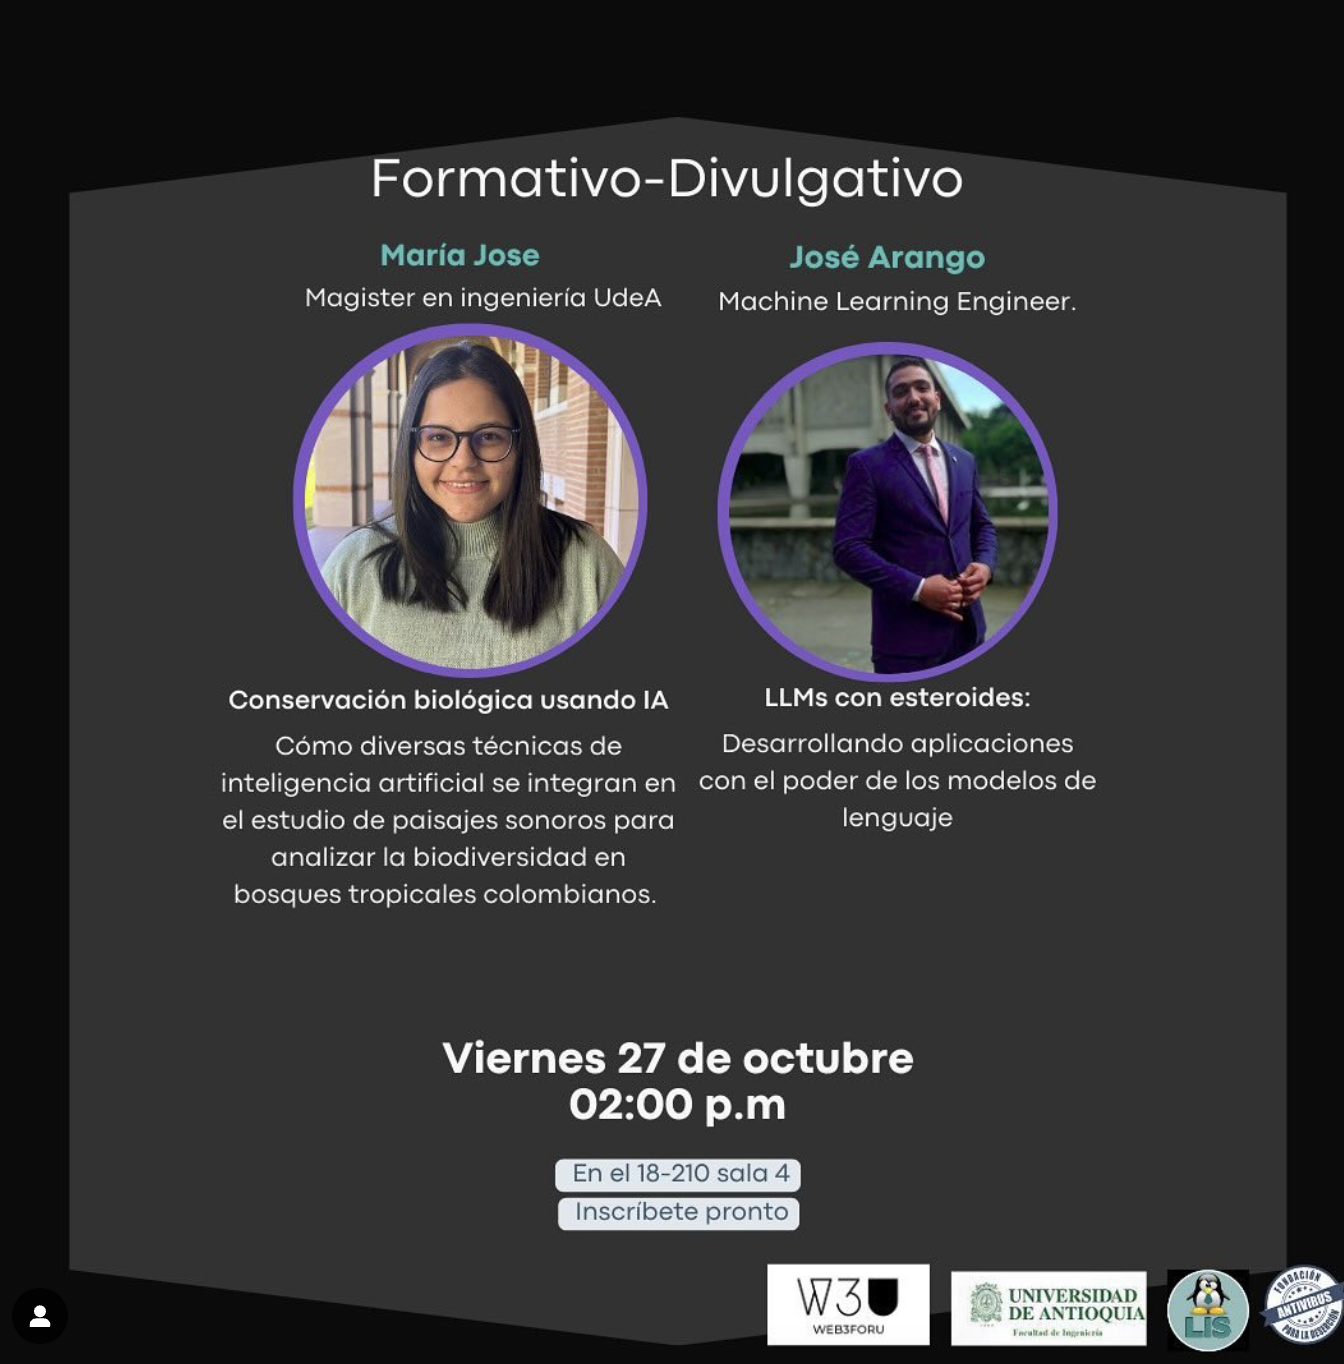 Formativo-Divulgativo
María Jose
Magister en ingeniería UdeA
José Arango
Machine Learning Engineer.
Conservación biológica usando IA
Cómo diversas técnicas de
inteligencia artificial se integran en
el estudio de paisajes sonoros para
analizar la biodiversidad en
bosques tropicales colombianos.
LLMs con esteroides:
Desarrollando aplicaciones
con el poder de los modelos de
lenguaje
Viernes 27 de octubre
02:00 p.m
En el 18-210 sala 4
Inscríbete pronto
W3U
WEB3FORU
UNIVERSIDAD
DE ANTIOQUIA
Facultad de Ingeniería
LIS
FUNDACIÓN
ANTIVIRUS
PARA LA DESERCIÓN